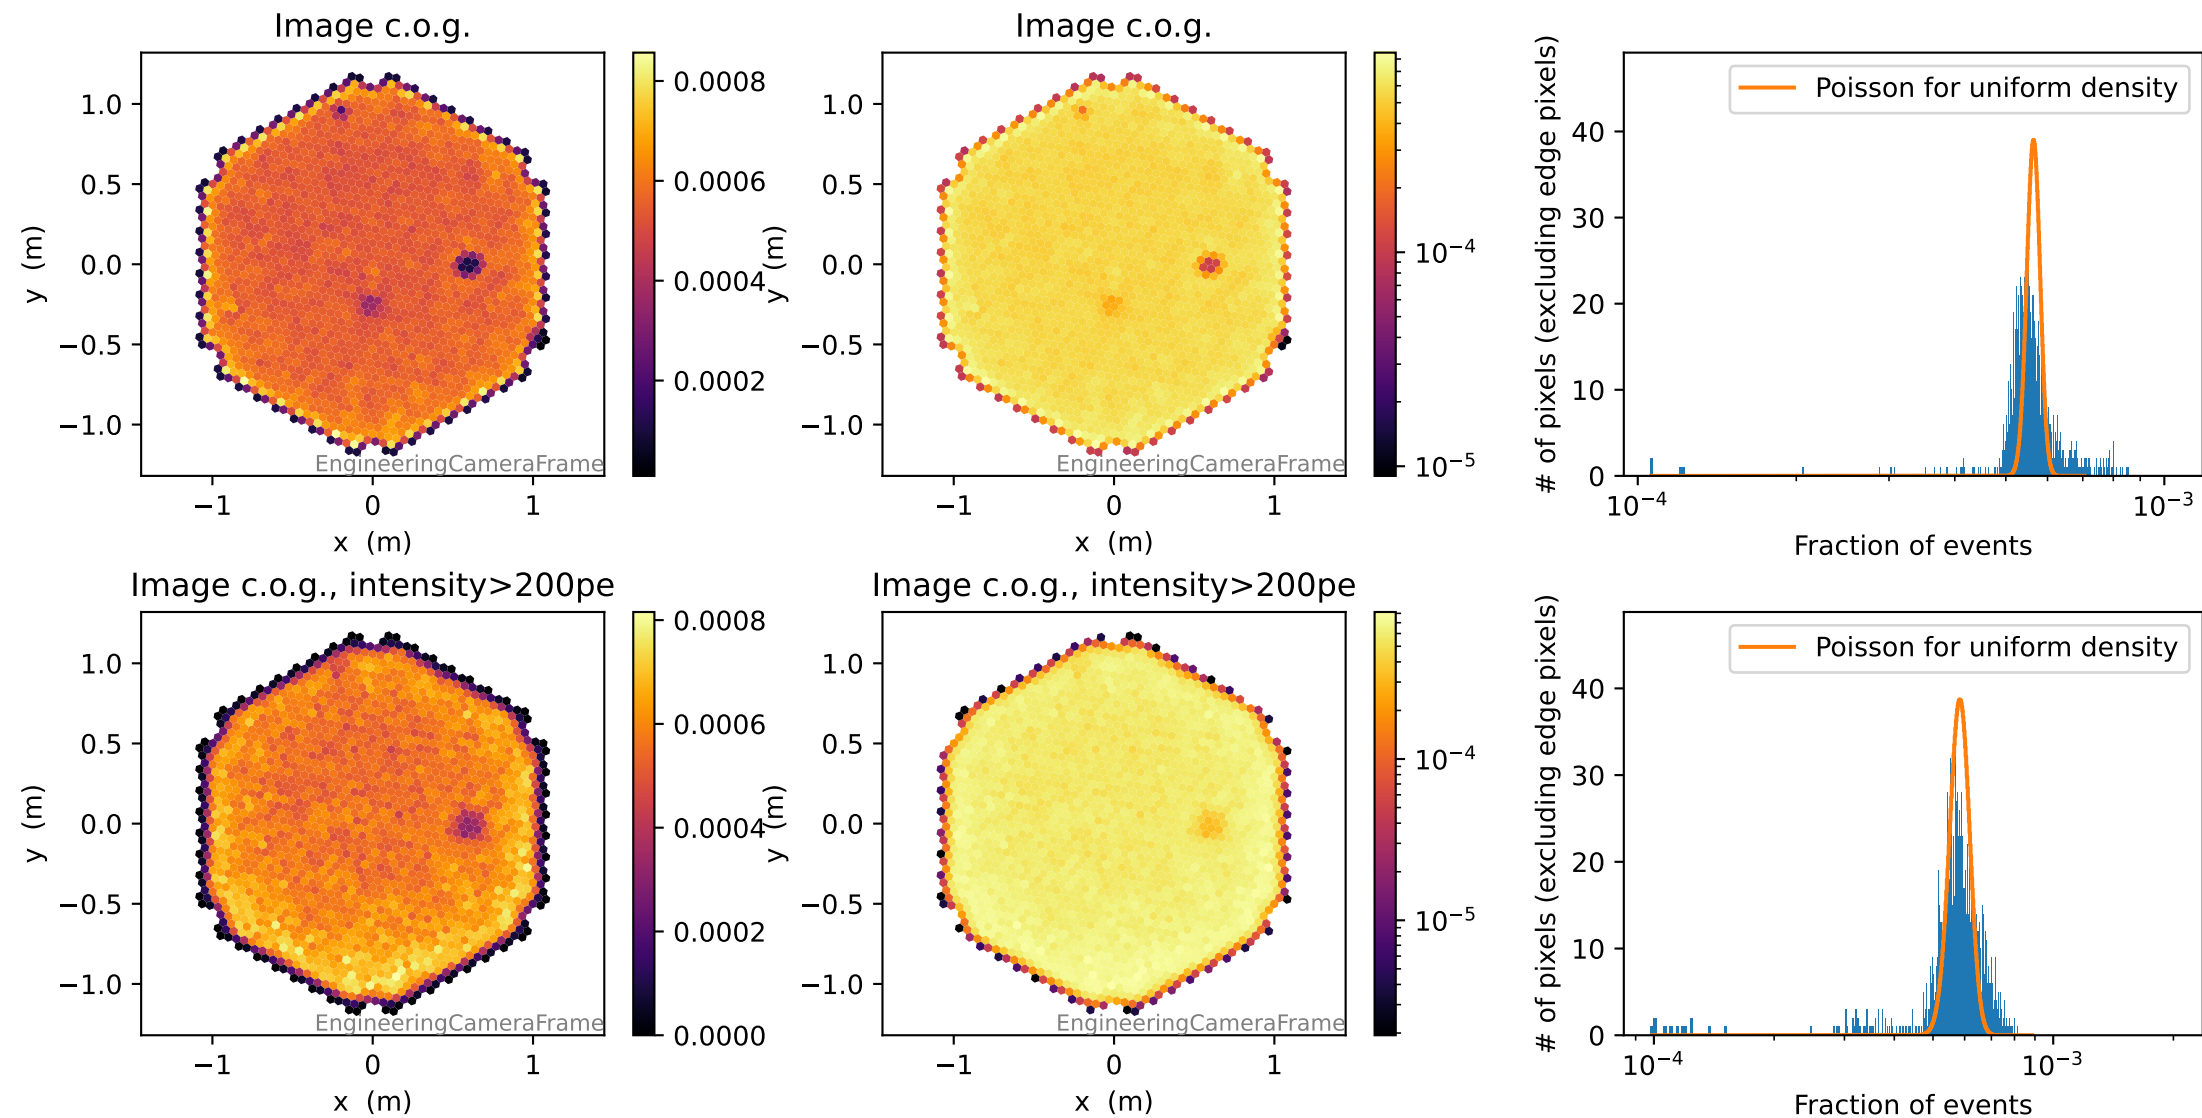 Image c.o.g.
1.0
0.5
0.0
−0.5
−1.0
y (m)
−1
0
1
x (m)
EngineeringCameraFrame
0.0008
0.0006
0.0004
0.0002
Image c.o.g.
1.0
0.5
0.0
−0.5
−1.0
y (m)
−1
0
1
x (m)
EngineeringCameraFrame
10⁻⁴
10⁻⁵
# of pixels (excluding edge pixels)
40
30
20
10
0
Poisson for uniform density
10⁻⁴
10⁻³
Fraction of events
Image c.o.g., intensity>200pe
1.0
0.5
0.0
−0.5
−1.0
y (m)
−1
0
1
x (m)
EngineeringCameraFrame
0.0008
0.0006
0.0004
0.0002
0.0000
Image c.o.g., intensity>200pe
1.0
0.5
0.0
−0.5
−1.0
y (m)
−1
0
1
x (m)
EngineeringCameraFrame
10⁻⁴
10⁻⁵
# of pixels (excluding edge pixels)
40
30
20
10
0
Poisson for uniform density
10⁻⁴
10⁻³
Fraction of events